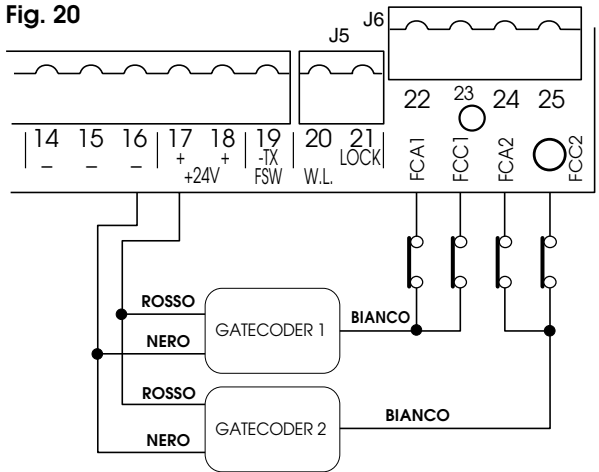 Fig. 20
J5
J6
14 15 16 17 18 19 20 21
22 23 24 25
– – – + + -TX LOCK
+24V FSW W.L.
FCA1 FCC1 FCA2 FCC2
ROSSO
GATECODER 1
BIANCO
NERO
ROSSO
GATECODER 2
BIANCO
NERO